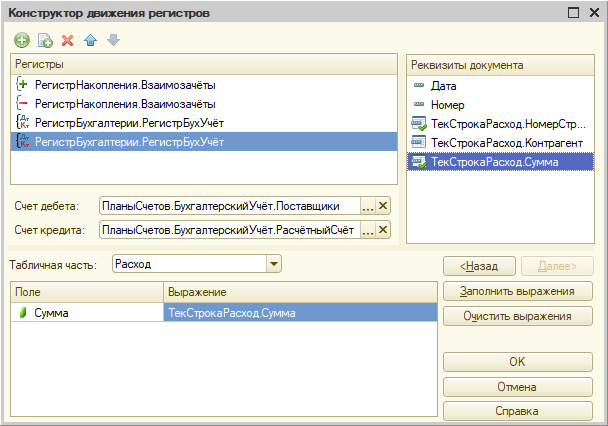 Конструктор движения регистров
Регистры
РегистрНакопления.Взаимозачёты
РегистрНакопления.Взаимозачёты
РегистрБухгалтерии.РегистрБухУчёт
РегистрБухгалтерии.РегистрБухУчёт
Реквизиты документа
Дата
Номер
ТекСтрокаРасход.НомерСтр...
ТекСтрокаРасход.Контрагент
ТекСтрокаРасход.Сумма
Счет дебета: ПланыСчетов.БухгалтерскийУчёт.Поставщики ...
Счет кредита: ПланыСчетов.БухгалтерскийУчёт.РасчётныйСчёт ...
Табличная часть: Расход
<Назад Далее>
Поле Выражение
Сумма ТекСтрокаРасход.Сумма
Заполнить выражения
Очистить выражения
OK
Отмена
Справка